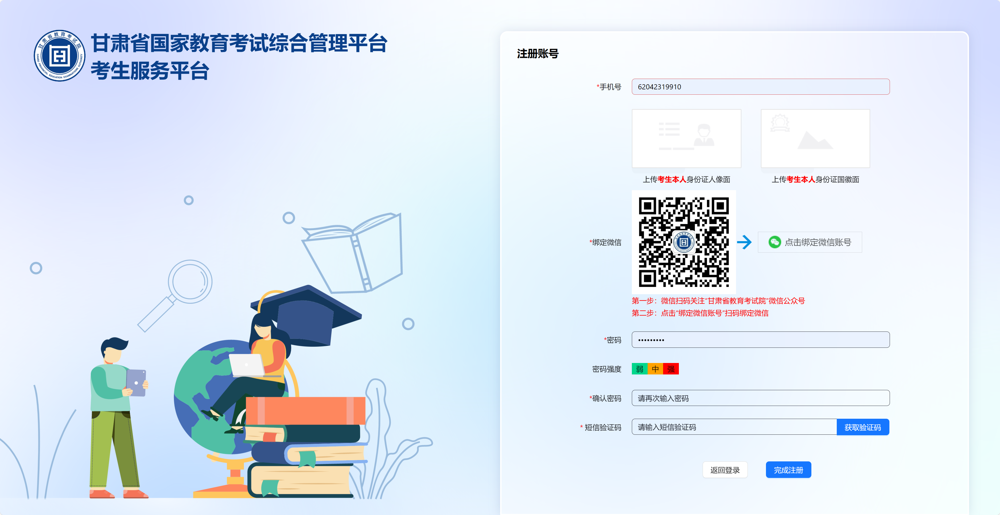 甘肃省教育考试院
GANSU PROVINCIAL EDUCATION EXAMINATIONS AUTHORITY
甘肃省国家教育考试综合管理平台
考生服务平台
注册账号
*手机号 62042319910
上传考生本人身份证人像面 上传考生本人身份证国徽面
*绑定微信 点击绑定微信账号
第一步：微信扫码关注“甘肃省教育考试院”微信公众号
第二步：点击“绑定微信账号”扫码绑定微信
*密码 •••••••••
密码强度 弱 中 强
*确认密码 请再次输入密码
* 短信验证码 请输入短信验证码 获取验证码
返回登录 完成注册